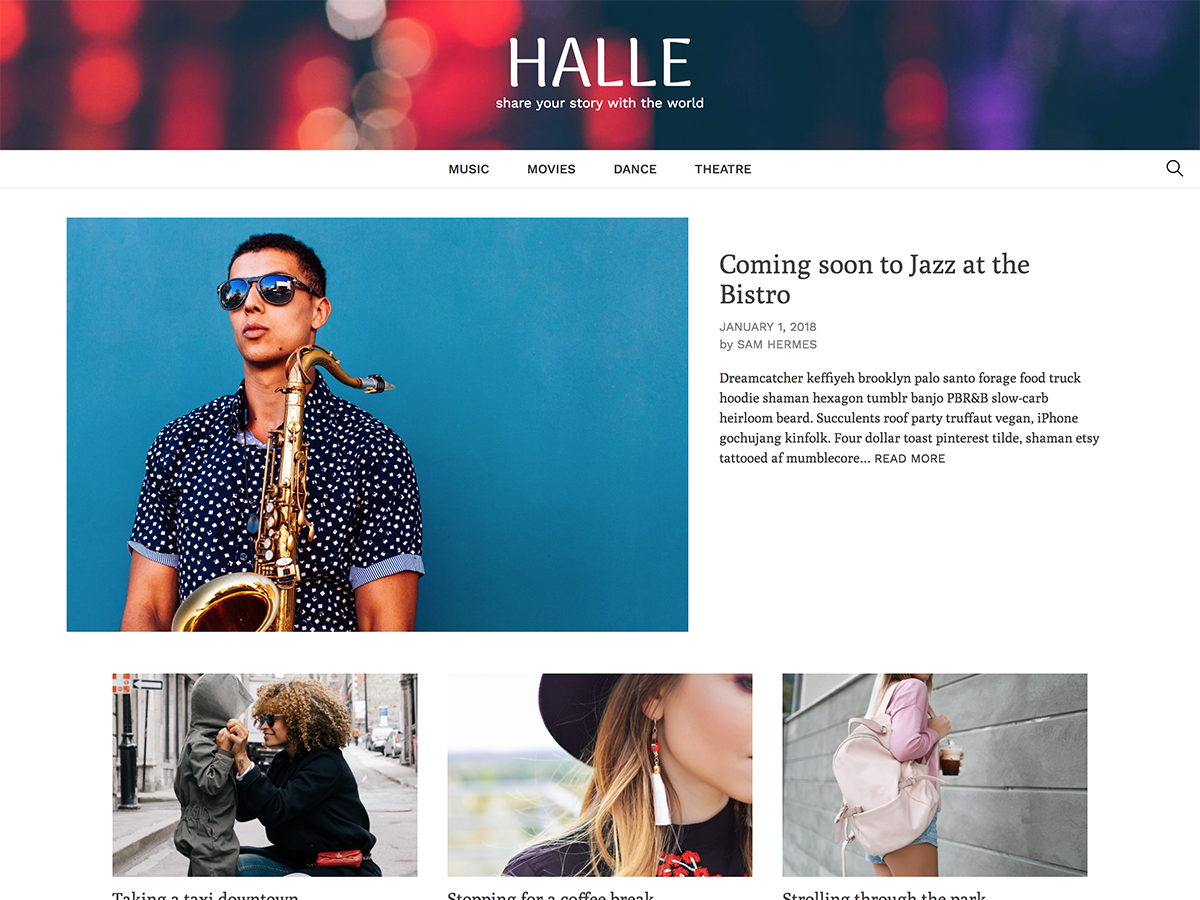 HALLE
share your story with the world
MUSIC MOVIES DANCE THEATRE
Coming soon to Jazz at the
Bistro
JANUARY 1, 2018
by SAM HERMES
Dreamcatcher keffiyeh brooklyn palo santo forage food truck
hoodie shaman hexagon tumblr banjo PBR&B slow-carb
heirloom beard. Succulents roof party truffaut vegan, iPhone
gochujang kinfolk. Four dollar toast pinterest tilde, shaman etsy
tattooed af mumblecore... READ MORE
Taking a taxi downtown
Stopping for a coffee break
Strolling through the park